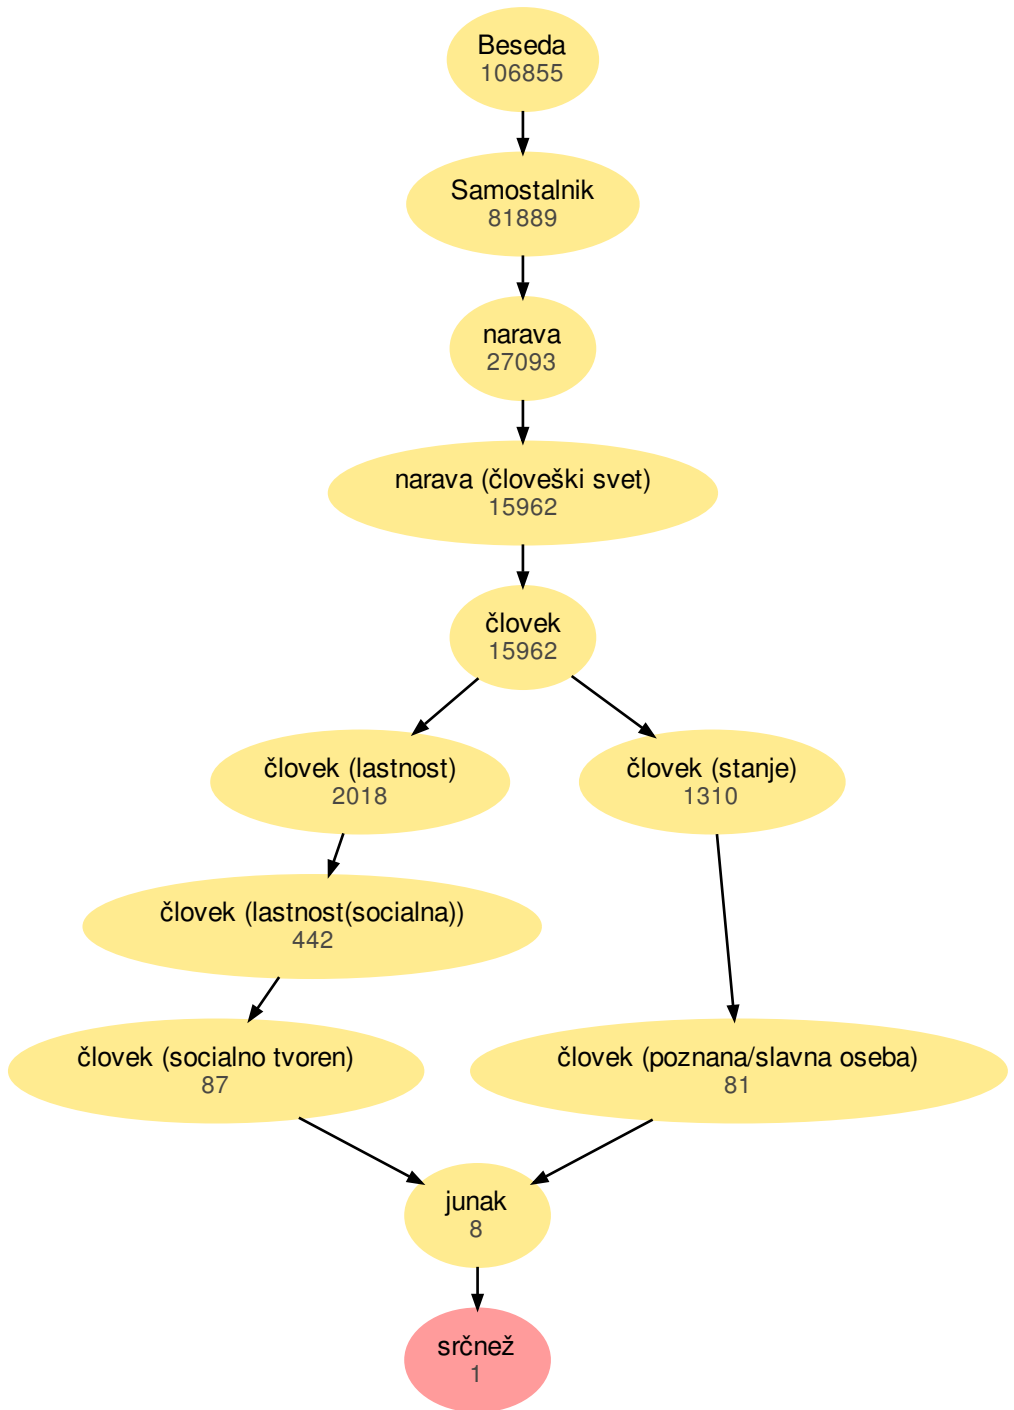 Beseda
106855
Samostalnik
81889
narava
27093
narava (človeški svet)
15962
človek
15962
človek (lastnost)
2018
človek (stanje)
1310
človek (lastnost(socialna))
442
človek (socialno tvoren)
87
človek (poznana/slavna oseba)
81
junak
8
srčnež
1